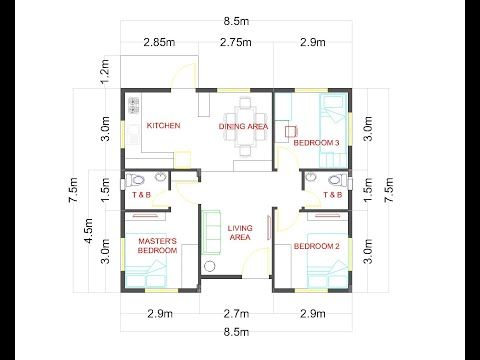 8.5m
2.85m
2.75m
2.9m
1.2m
3.0m
KITCHEN
DINING AREA
BEDROOM 3
3.0m
7.5m
1.5m
T & B
T & B
1.5m
7.5m
4.5m
3.0m
MASTER'S
BEDROOM
LIVING
AREA
BEDROOM 2
3.0m
2.9m
2.7m
2.9m
8.5m